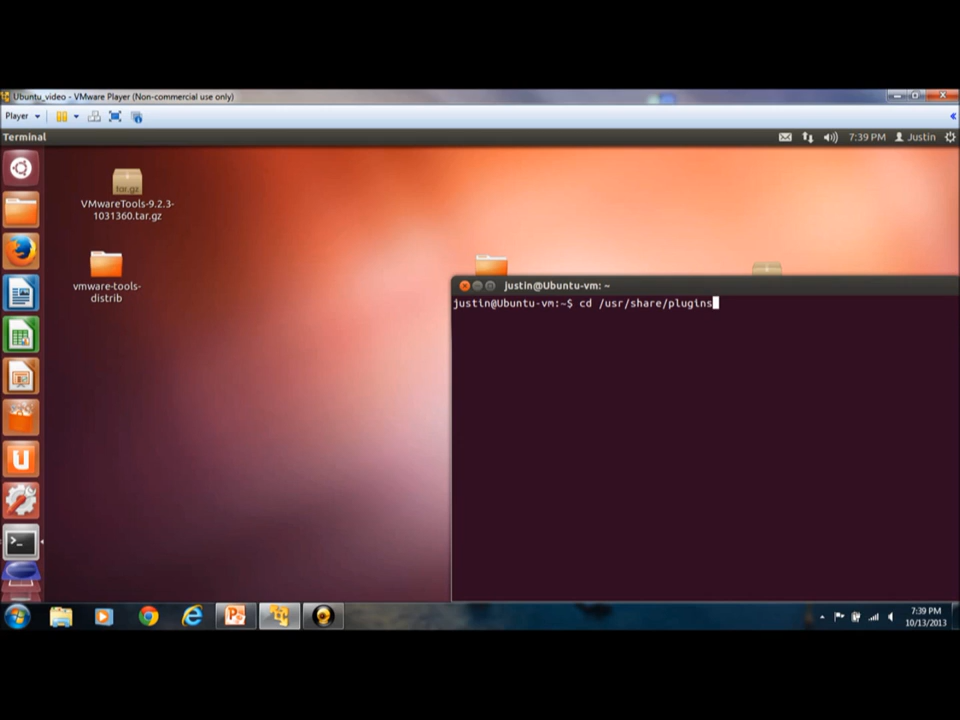 Ubuntu_video - VMware Player (Non-commercial use only)
Player
Terminal
7:39 PM
Justin
tar.gz
VMwareTools-9.2.3-
1031360.tar.gz
vmware-tools-
distrib
justin@Ubuntu-vm: ~
justin@Ubuntu-vm:~$ cd /usr/share/plugins
7:39 PM
10/13/2013